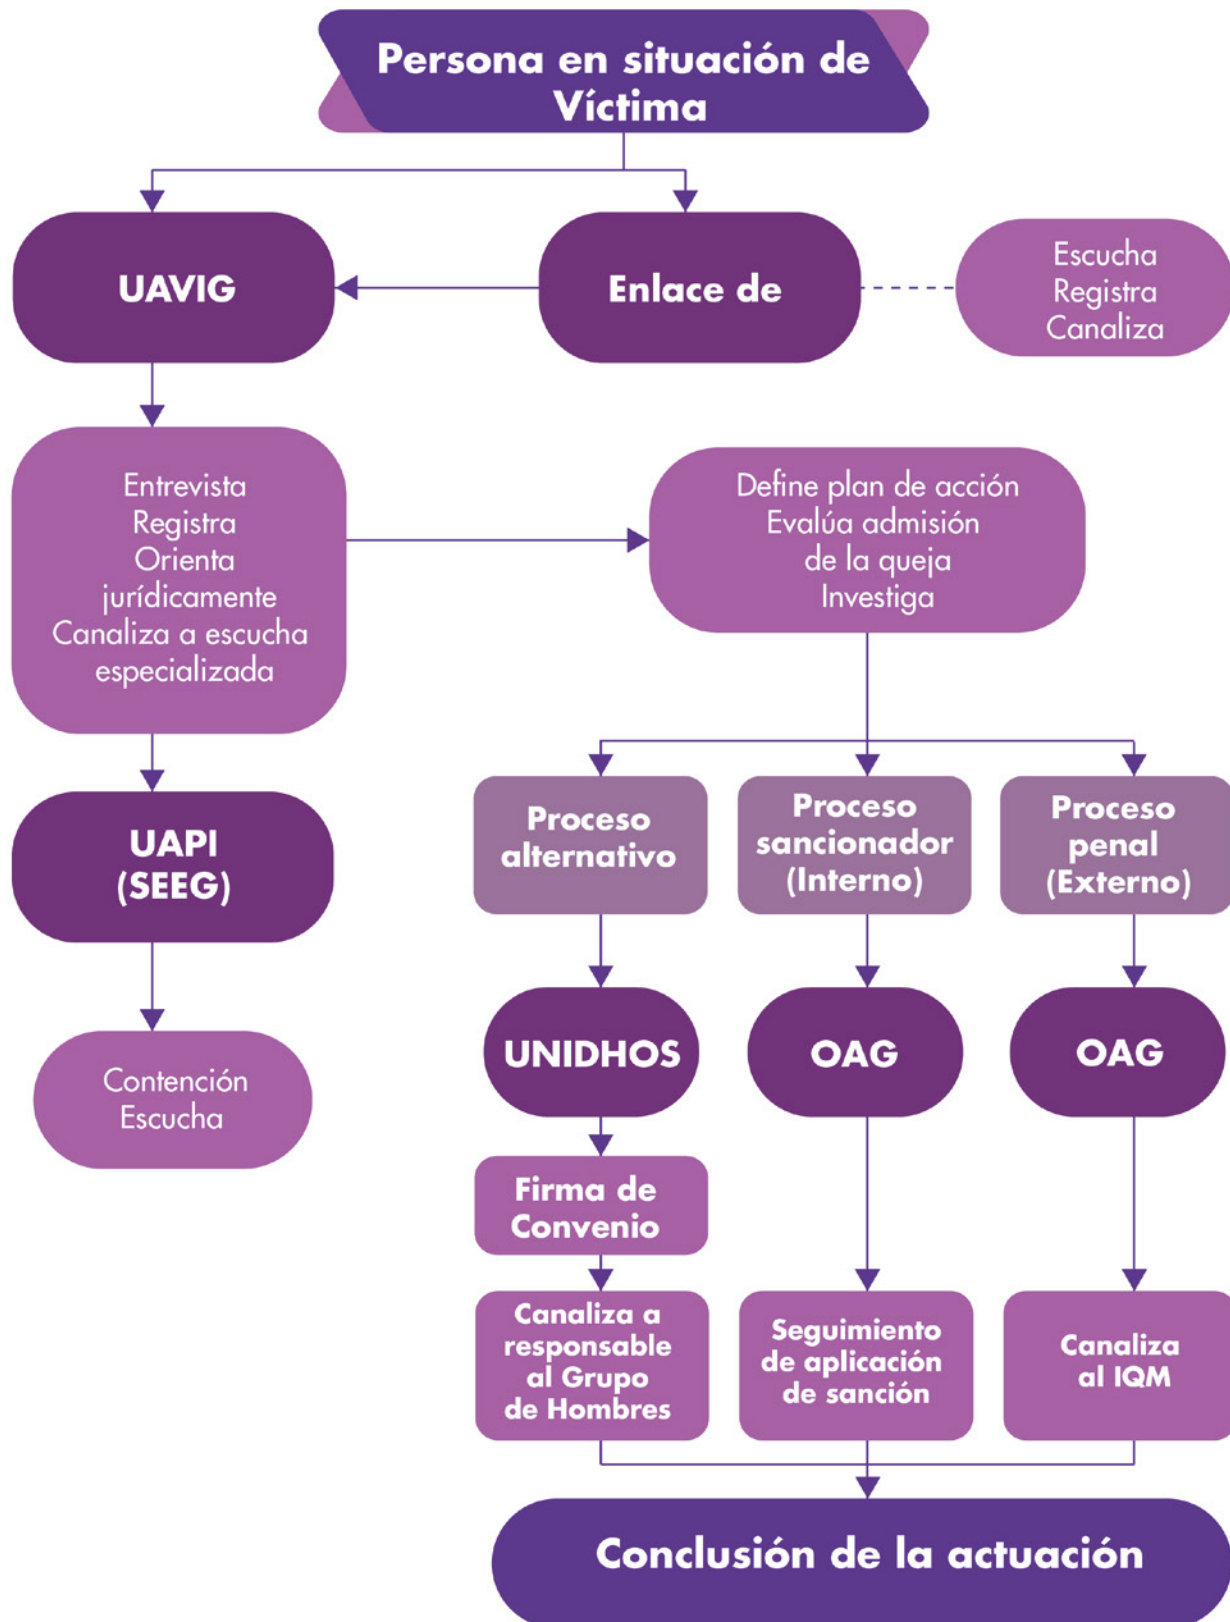 Persona en situación de
Víctima
UAVIG
Enlace de
Escucha
Registra
Canaliza
Entrevista
Registra
Orienta
jurídicamente
Canaliza a escucha
especializada
Define plan de acción
Evalúa admisión
de la queja
Investiga
UAPI
(SEEG)
Contención
Escucha
Proceso
alternativo
Proceso
sancionador
(Interno)
Proceso
penal
(Externo)
UNIDHOS
OAG
OAG
Firma de
Convenio
Canaliza a
responsable
al Grupo
de Hombres
Seguimiento
de aplicación
de sanción
Canaliza
al IQM
Conclusión de la actuación